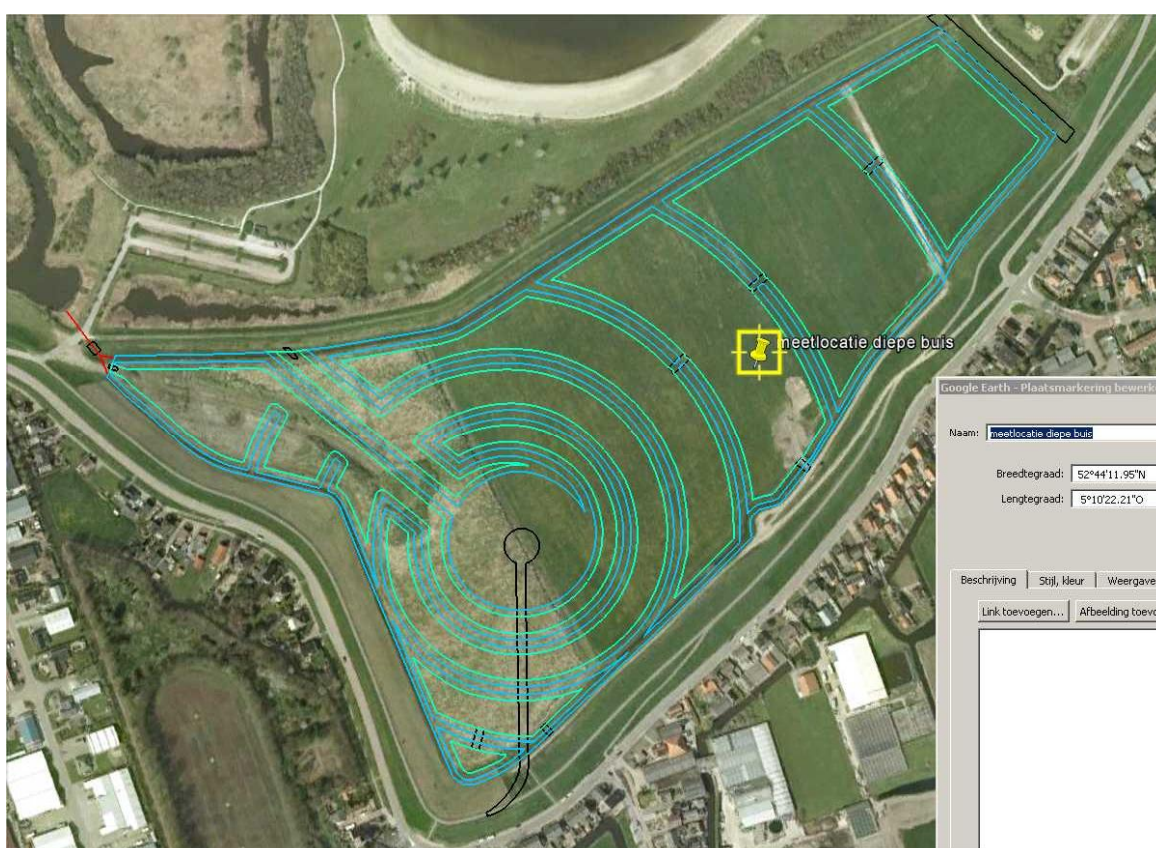 meetlocatie diepe buis
Google Earth - Plaatsmarkering bewerk
Naam: meetlocatie diepe buis
Breedtegraad: 52°44'11.95"N
Lengtegraad: 5°10'22.21"O
Beschrijving Stijl, kleur Weergave
Link toevoegen... Afbeelding toevo